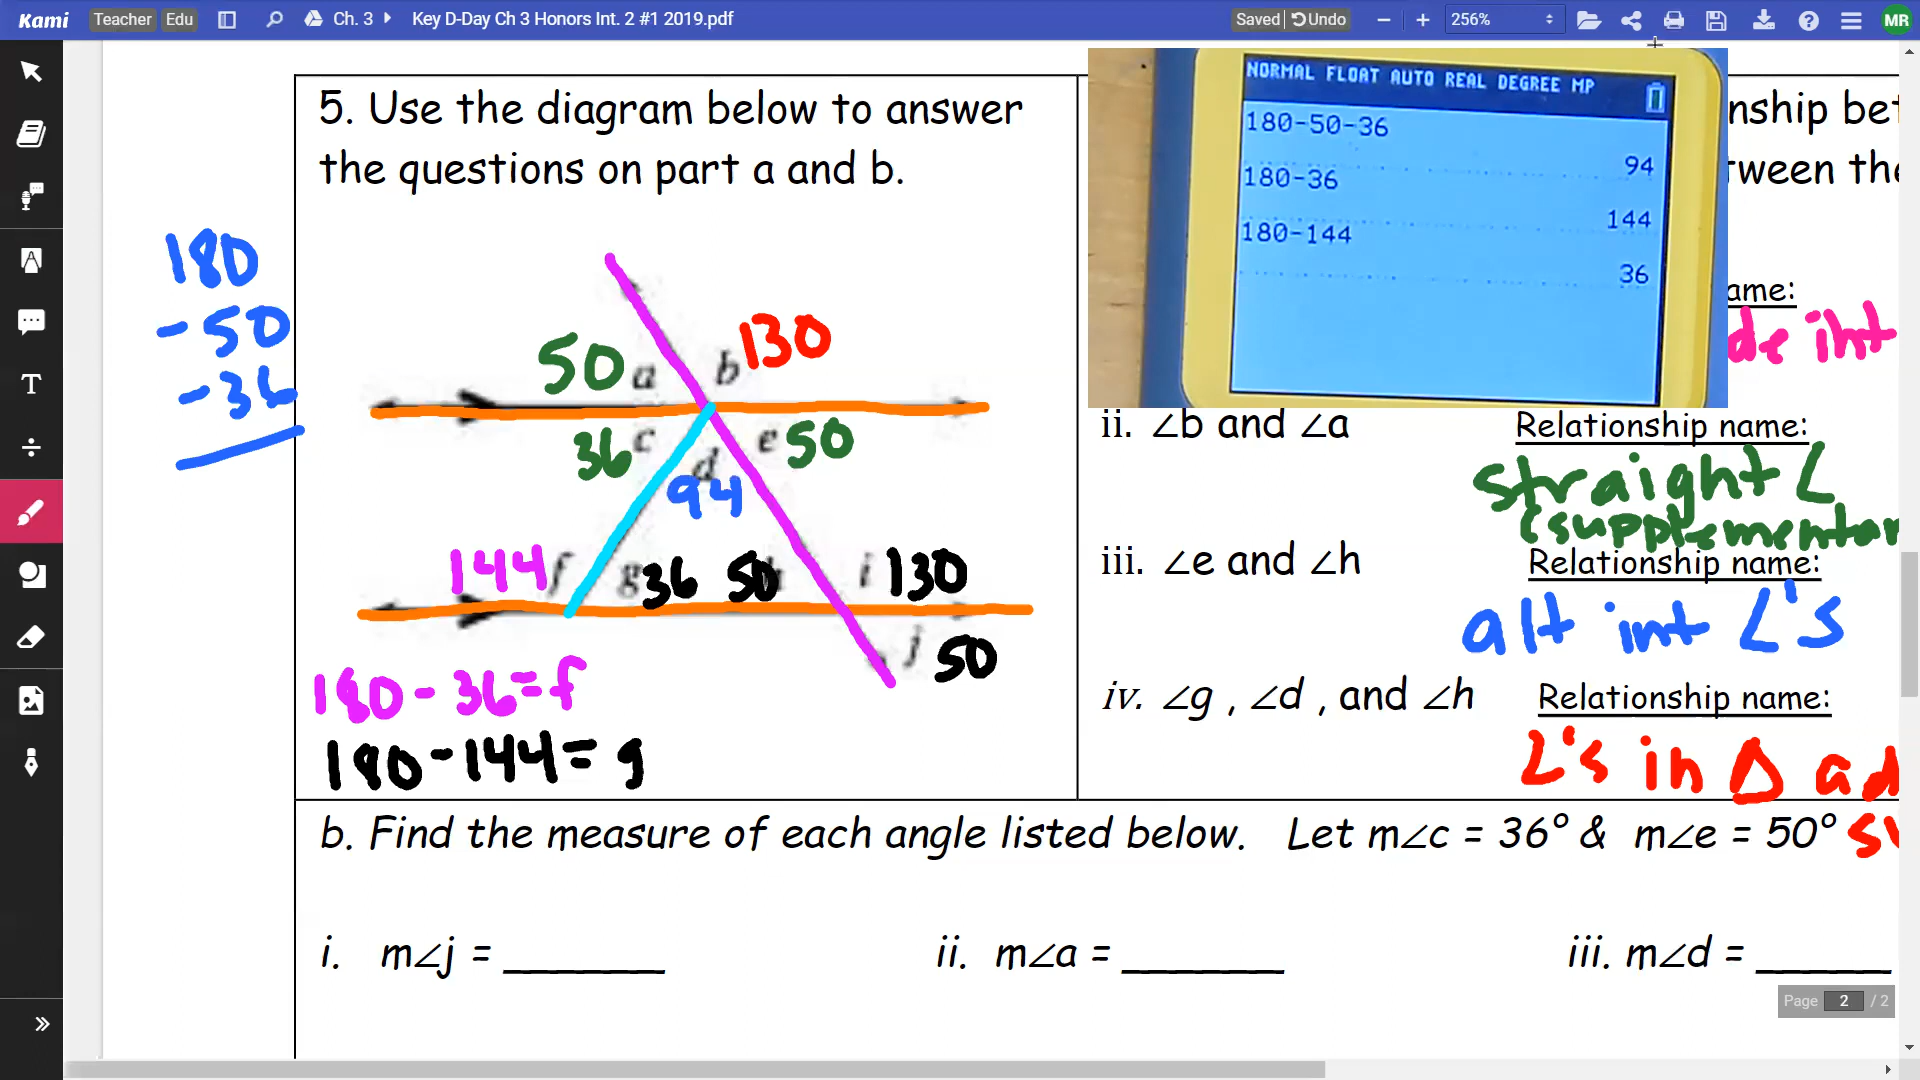 Kami Teacher Edu Ch. 3 Key D-Day Ch 3 Honors Int. 2 #1 2019.pdf Saved Undo 256% MR
5. Use the diagram below to answer
the questions on part a and b.
180
-50
-36
50 a b 130
36 c d e 50
94
144 f g 36 50 i 130
j 50
180-36=f
180-144=g
NORMAL FLOAT AUTO REAL DEGREE MP
180-50-36
94
180-36
144
180-144
36
nship bet
tween the
ame:
de int
ii. ∠b and ∠a Relationship name:
straight ∠
(supplementar
iii. ∠e and ∠h Relationship name:
alt int ∠'s
iv. ∠g , ∠d , and ∠h Relationship name:
∠'s in Δ ad
b. Find the measure of each angle listed below. Let m∠c = 36° & m∠e = 50°
i. m∠j = ______ ii. m∠a = ______ iii. m∠d = _____
Page 2 / 2